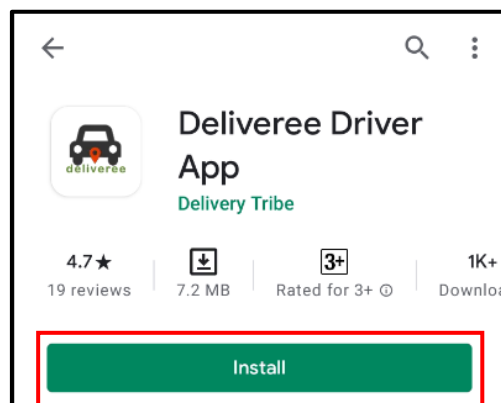 Deliveree Driver
App
deliveree
Delivery Tribe
4.7★ 3+ 1K+
19 reviews 7.2 MB Rated for 3+ Downloa
Install